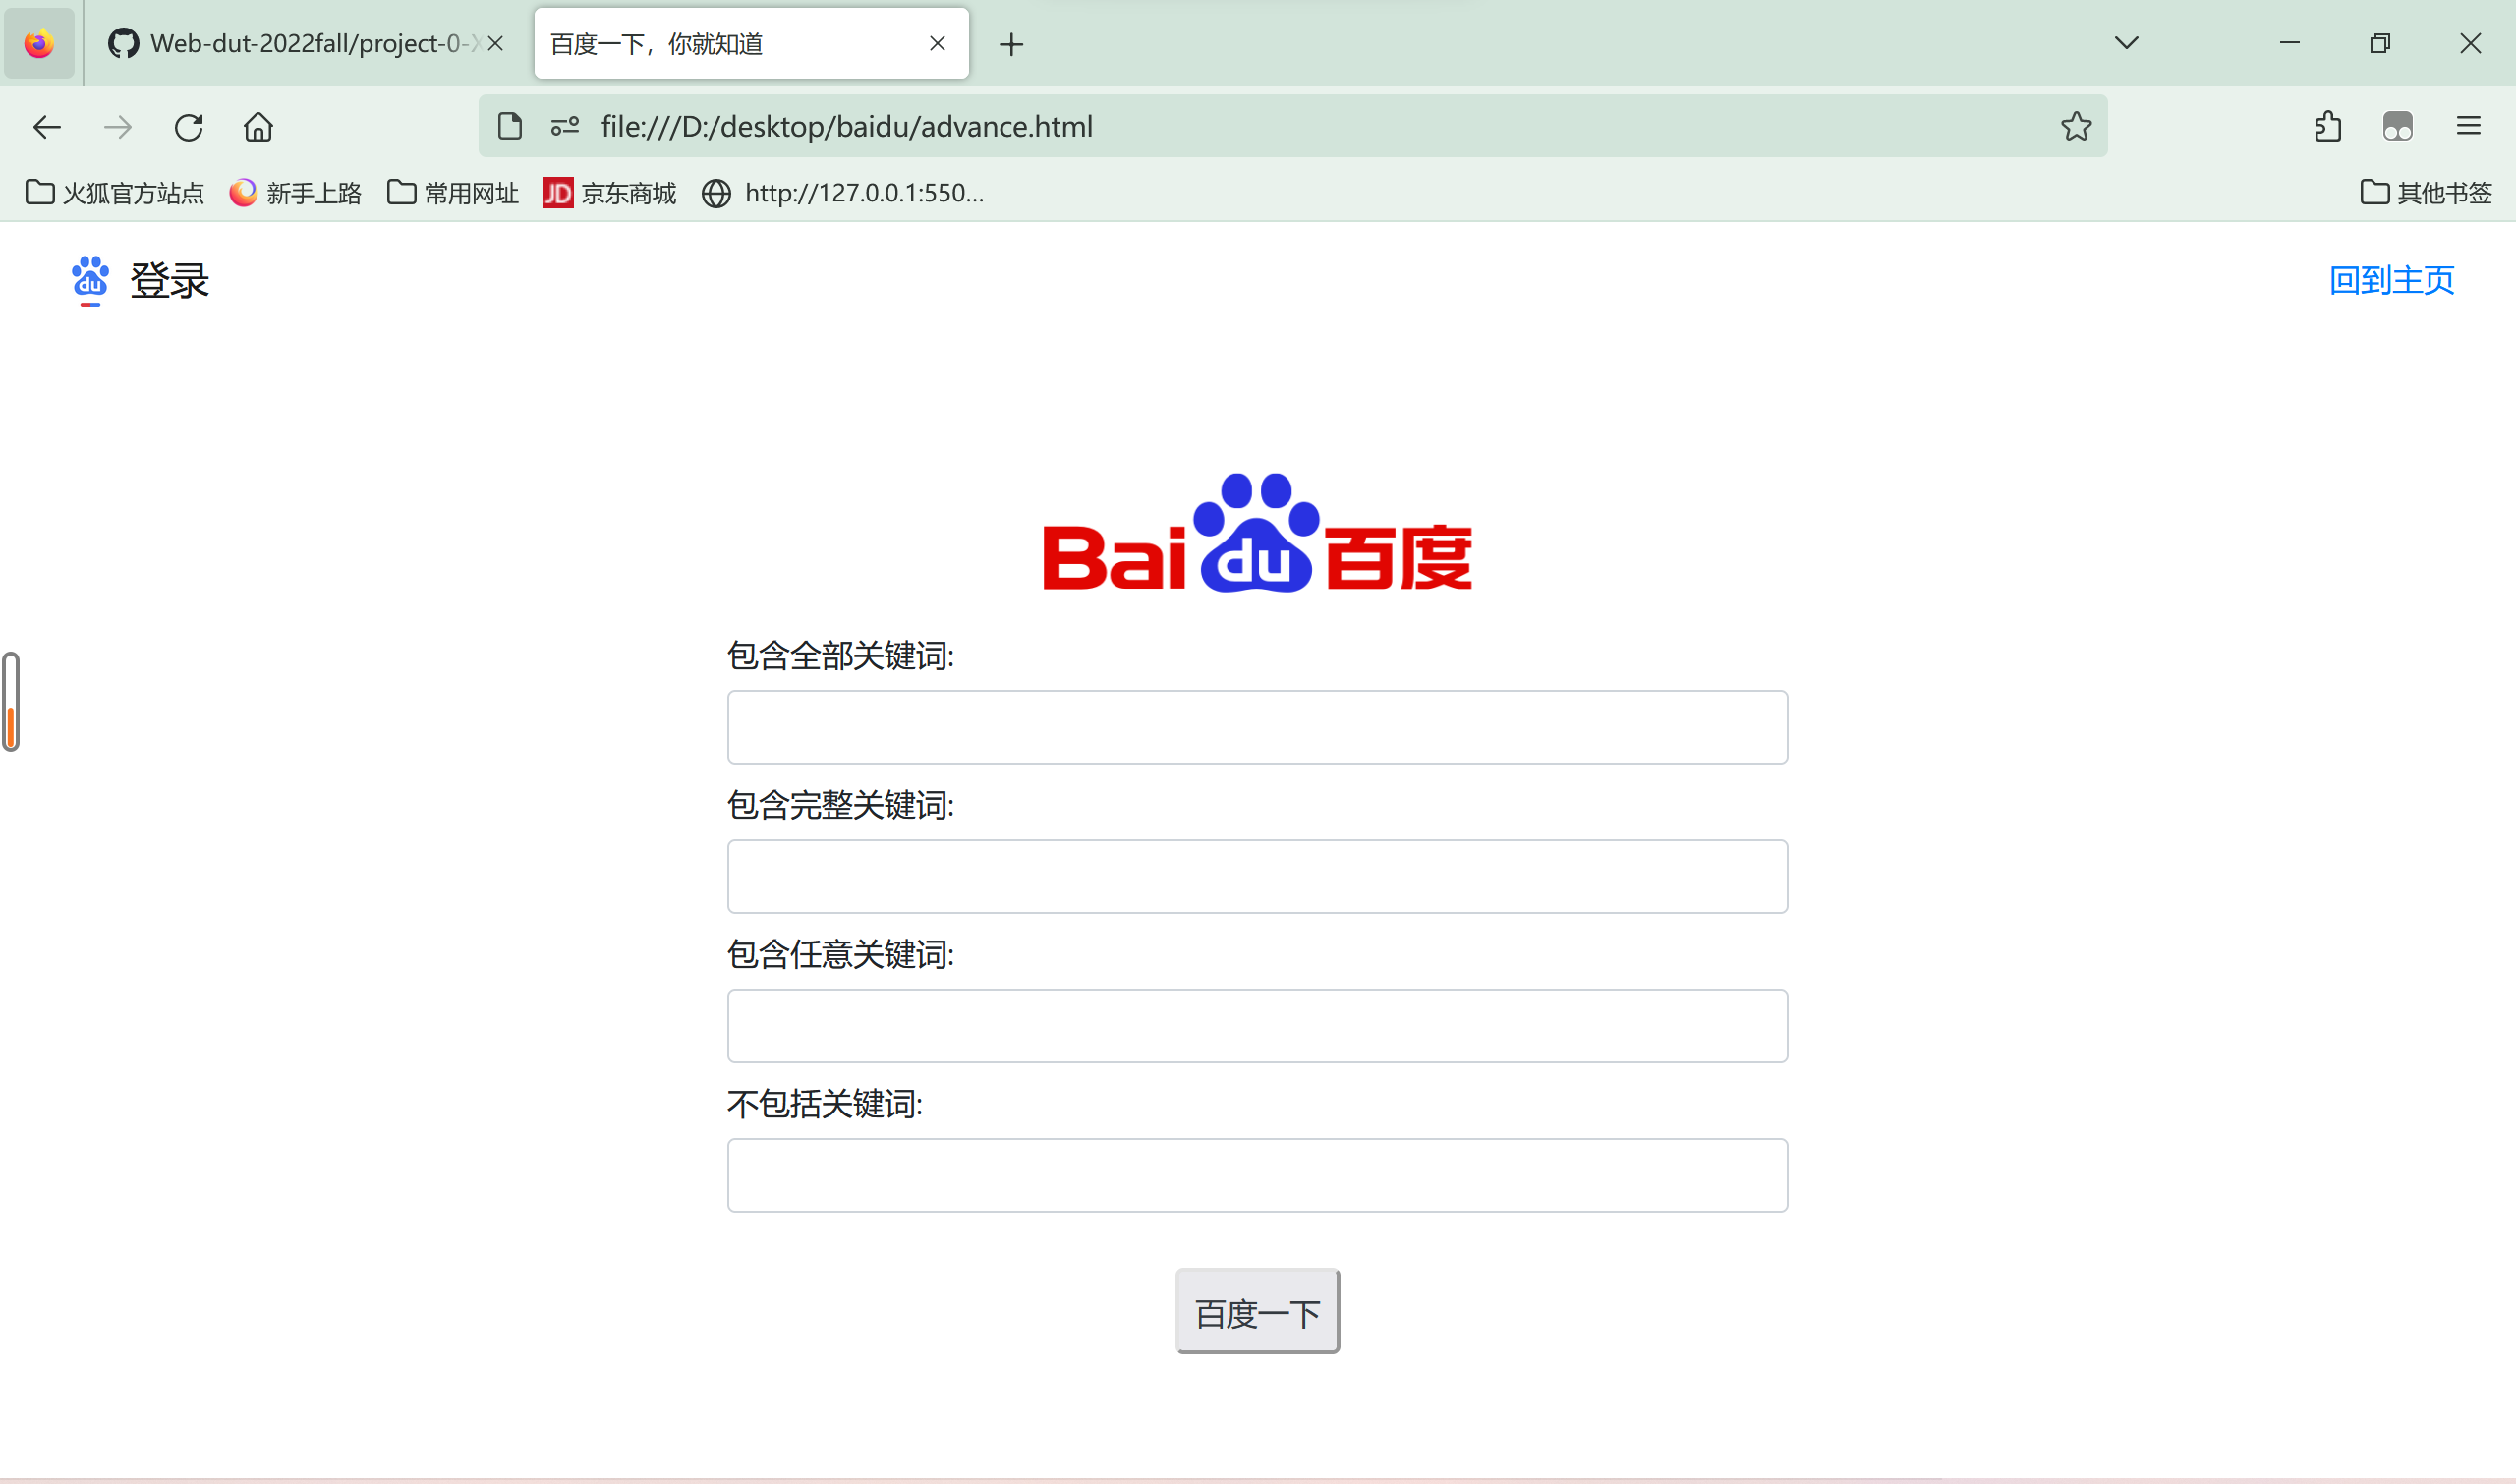 Web-dut-2022fall/project-0-X
百度一下，你就知道
file:///D:/desktop/baidu/advance.html
火狐官方站点
新手上路
常用网址
JD 京东商城
http://127.0.0.1:550...
其他书签
du 登录
回到主页
Bai du 百度
包含全部关键词:
包含完整关键词:
包含任意关键词:
不包括关键词:
百度一下